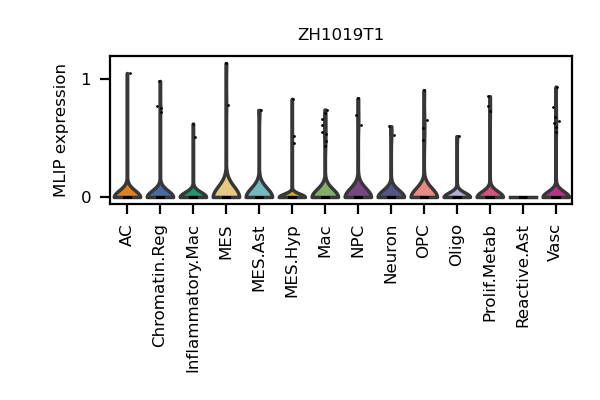 ZH1019T1
MLIP expression
1
0
AC
Chromatin.Reg
Inflammatory.Mac
MES
MES.Ast
MES.Hyp
Mac
NPC
Neuron
OPC
Oligo
Prolif.Metab
Reactive.Ast
Vasc